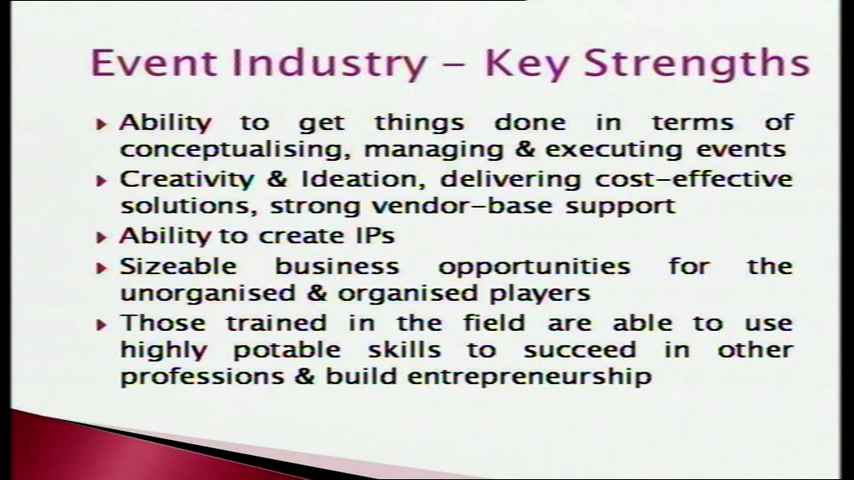 Event Industry – Key Strengths
Ability to get things done in terms of
conceptualising, managing & executing events
Creativity & Ideation, delivering cost-effective
solutions, strong vendor-base support
Ability to create IPs
Sizeable business opportunities for the
unorganised & organised players
Those trained in the field are able to use
highly potable skills to succeed in other
professions & build entrepreneurship